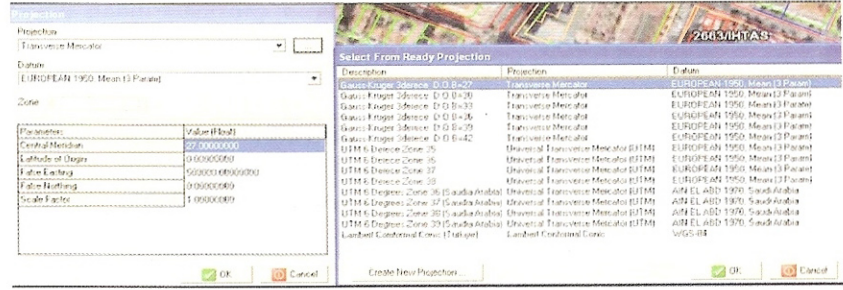 Projection
Projection
Transverse Mercator
Datum
EUROPEAN 1950, Mean (3 Param)
Zone
Parameters Value (Float)
Central Meridian 27.00000000
Latitude of Origin 0.00000000
False Easting 500000.00000000
False Northing 0.00000000
Scale Factor 1.00000000
OK Cancel
2663/IHTAS
Select From Ready Projection
Description Projection Datum
Gauss-Kruger 3derece D.O.B=27 Transverse Mercator EUROPEAN 1950, Mean (3 Param)
Gauss-Kruger 3derece D.O.B=30 Transverse Mercator EUROPEAN 1950, Mean (3 Param)
Gauss-Kruger 3derece D.O.B=33 Transverse Mercator EUROPEAN 1950, Mean (3 Param)
Gauss-Kruger 3derece D.O.B=36 Transverse Mercator EUROPEAN 1950, Mean (3 Param)
Gauss-Kruger 3derece D.O.B=39 Transverse Mercator EUROPEAN 1950, Mean (3 Param)
Gauss-Kruger 3derece D.O.B=42 Transverse Mercator EUROPEAN 1950, Mean (3 Param)
UTM 6 Derece Zone 35 Universal Transverse Mercator (UTM) EUROPEAN 1950, Mean (3 Param)
UTM 6 Derece Zone 36 Universal Transverse Mercator (UTM) EUROPEAN 1950, Mean (3 Param)
UTM 6 Derece Zone 37 Universal Transverse Mercator (UTM) EUROPEAN 1950, Mean (3 Param)
UTM 6 Derece Zone 38 Universal Transverse Mercator (UTM) EUROPEAN 1950, Mean (3 Param)
UTM 6 Degrees Zone 36 (Saudia Arabia) Universal Transverse Mercator (UTM) AIN EL ABD 1970, Saudi Arabia
UTM 6 Degrees Zone 37 (Saudia Arabia) Universal Transverse Mercator (UTM) AIN EL ABD 1970, Saudi Arabia
UTM 6 Degrees Zone 38 (Saudia Arabia) Universal Transverse Mercator (UTM) AIN EL ABD 1970, Saudi Arabia
UTM 6 Degrees Zone 39 (Saudia Arabia) Universal Transverse Mercator (UTM) AIN EL ABD 1970, Saudi Arabia
Lambert Conformal Conic (Turkiye) Lambert Conformal Conic WGS-84
Create New Projection ... OK Cancel